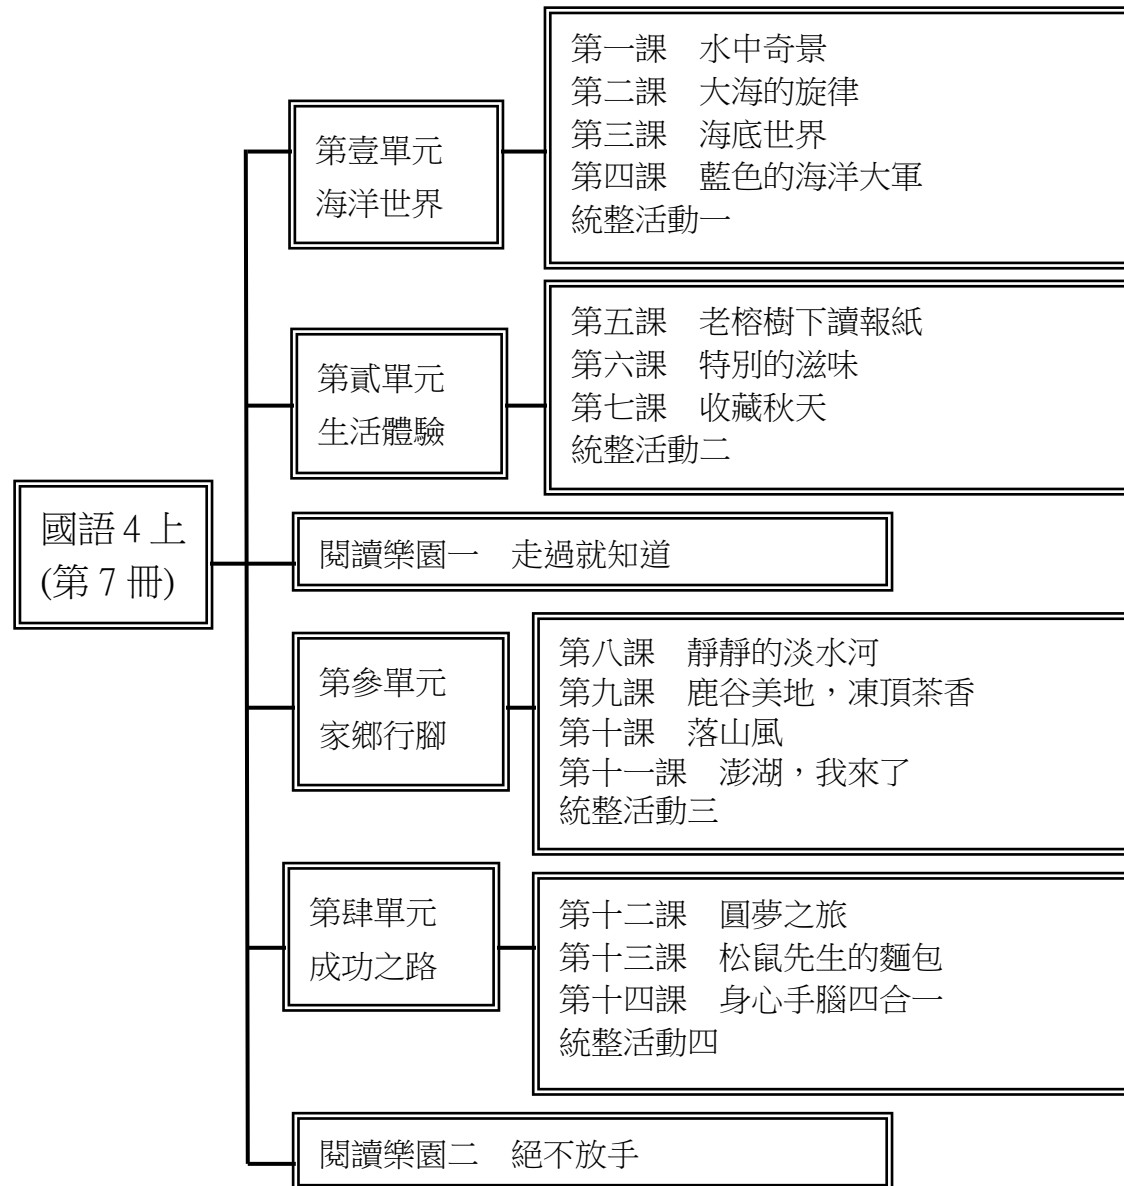 國語 4 上
(第 7 冊)
第壹單元
海洋世界
第一課　水中奇景
第二課　大海的旋律
第三課　海底世界
第四課　藍色的海洋大軍
統整活動一
第貳單元
生活體驗
第五課　老榕樹下讀報紙
第六課　特別的滋味
第七課　收藏秋天
統整活動二
閱讀樂園一　走過就知道
第參單元
家鄉行腳
第八課　靜靜的淡水河
第九課　鹿谷美地，凍頂茶香
第十課　落山風
第十一課　澎湖，我來了
統整活動三
第肆單元
成功之路
第十二課　圓夢之旅
第十三課　松鼠先生的麵包
第十四課　身心手腦四合一
統整活動四
閱讀樂園二　絕不放手